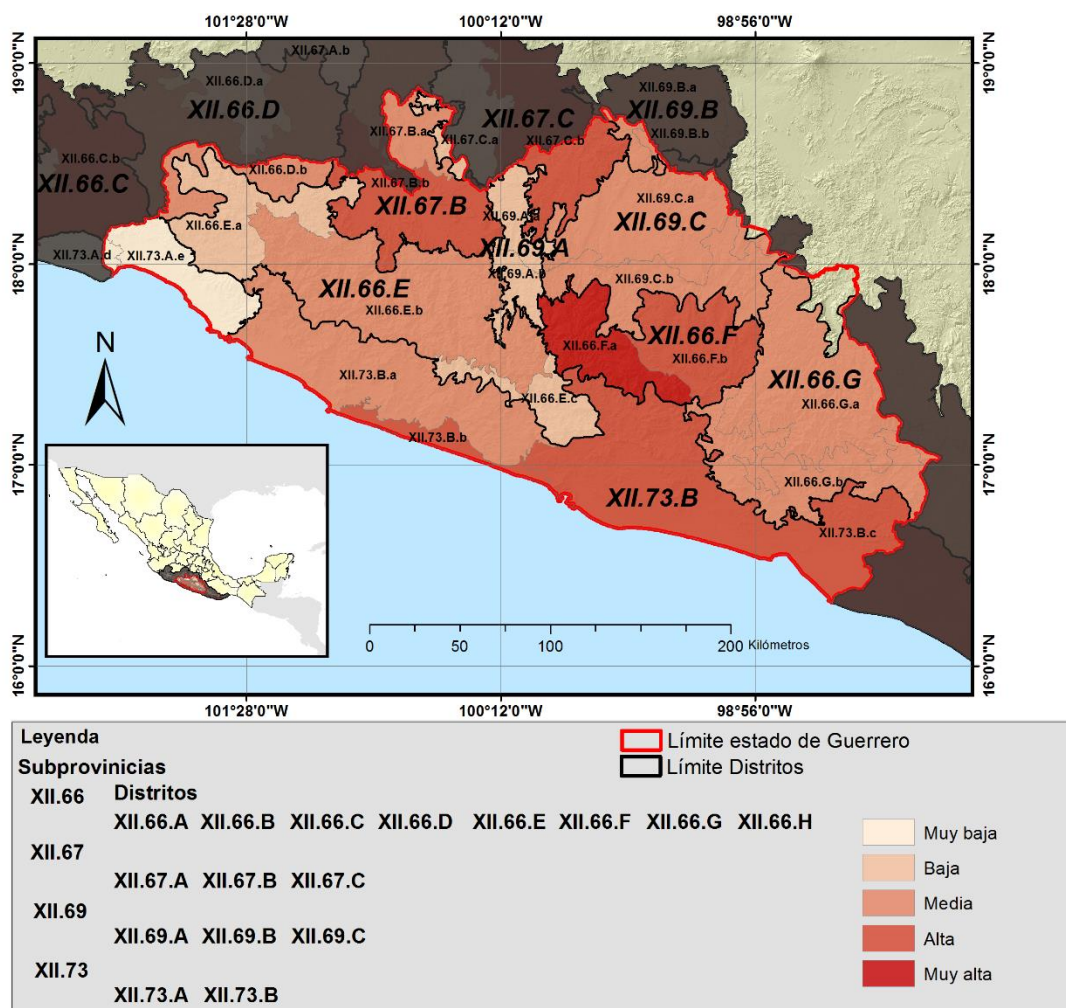 101°28'0"W 100°12'0"W 98°56'0"W
19°0'0"N
18°0'0"N
17°0'0"N
16°0'0"N
19°0'0"N
18°0'0"N
17°0'0"N
16°0'0"N
XII.67.A.b
XII.66.D.a
XII.66.D
XII.69.B.a
XII.69.B
XII.67.C
XII.67.B.a
XII.67.C.a
XII.67.C.b
XII.69.B.b
XII.66.C.b
XII.66.C
XII.66.D.b
XII.67.B.b
XII.67.B
XII.69.C.a
XII.69.C
XII.66.E.a
XII.69.A
XII.73.A.d
XII.73.A.e
XII.69.A.b
XII.69.C.b
XII.66.E
XII.66.E.b
XII.66.F
XII.66.F.a
XII.66.F.b
XII.73.B.a
XII.66.G
XII.66.E.c
XII.66.G.a
XII.73.B.b
XII.66.G.b
XII.73.B
XII.73.B.c
N
0 50 100 200 Kilómetros
101°28'0"W 100°12'0"W 98°56'0"W
Leyenda
Límite estado de Guerrero
Límite Distritos
Subprovinicias
XII.66
Distritos
XII.66.A XII.66.B XII.66.C XII.66.D XII.66.E XII.66.F XII.66.G XII.66.H
XII.67
XII.67.A XII.67.B XII.67.C
XII.69
XII.69.A XII.69.B XII.69.C
XII.73
XII.73.A XII.73.B
Muy baja
Baja
Media
Alta
Muy alta